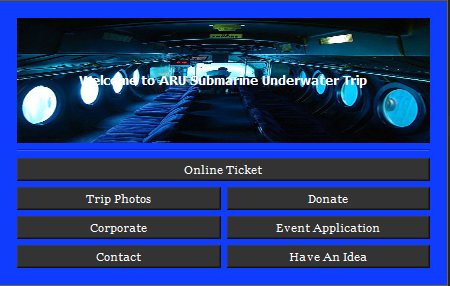 Welcome to ARU Submarine Underwater Trip
Online Ticket
Trip Photos
Donate
Corporate
Event Application
Contact
Have An Idea